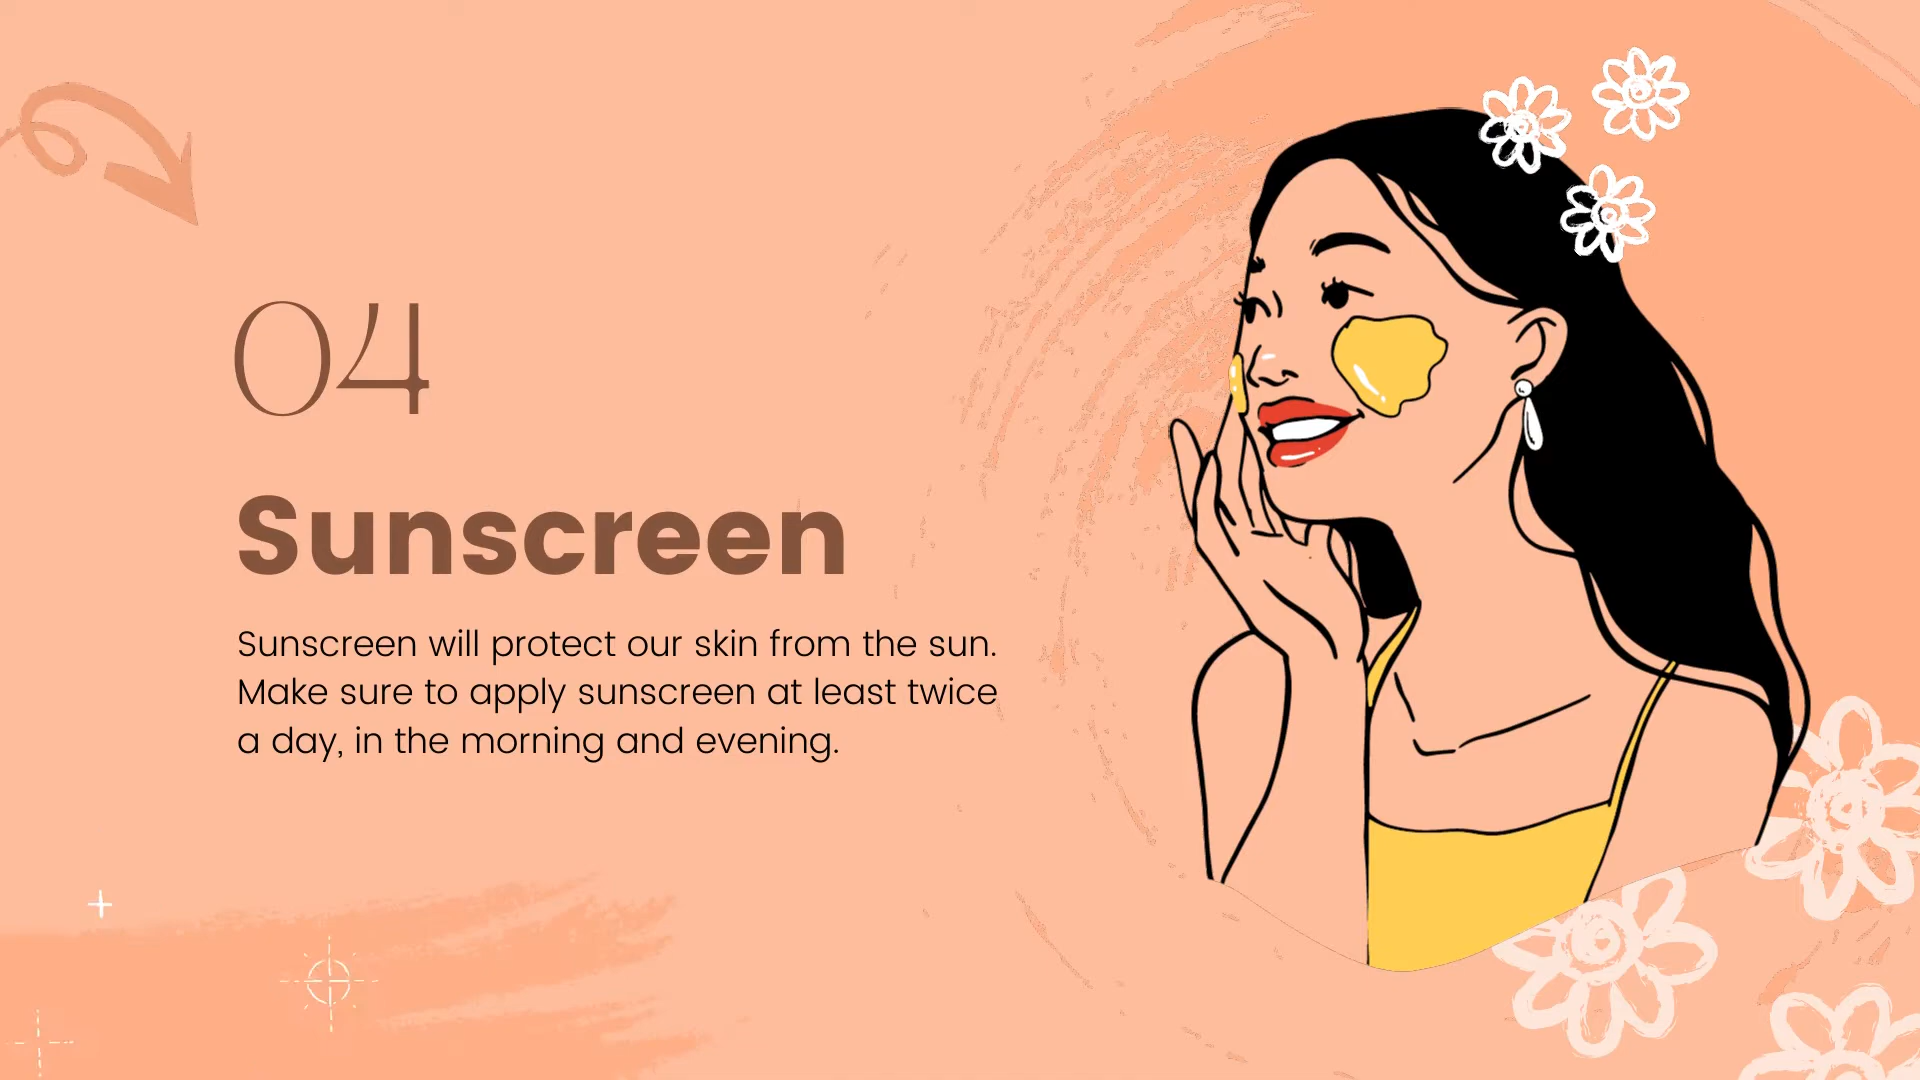 04
Sunscreen
Sunscreen will protect our skin from the sun.
Make sure to apply sunscreen at least twice
a day, in the morning and evening.